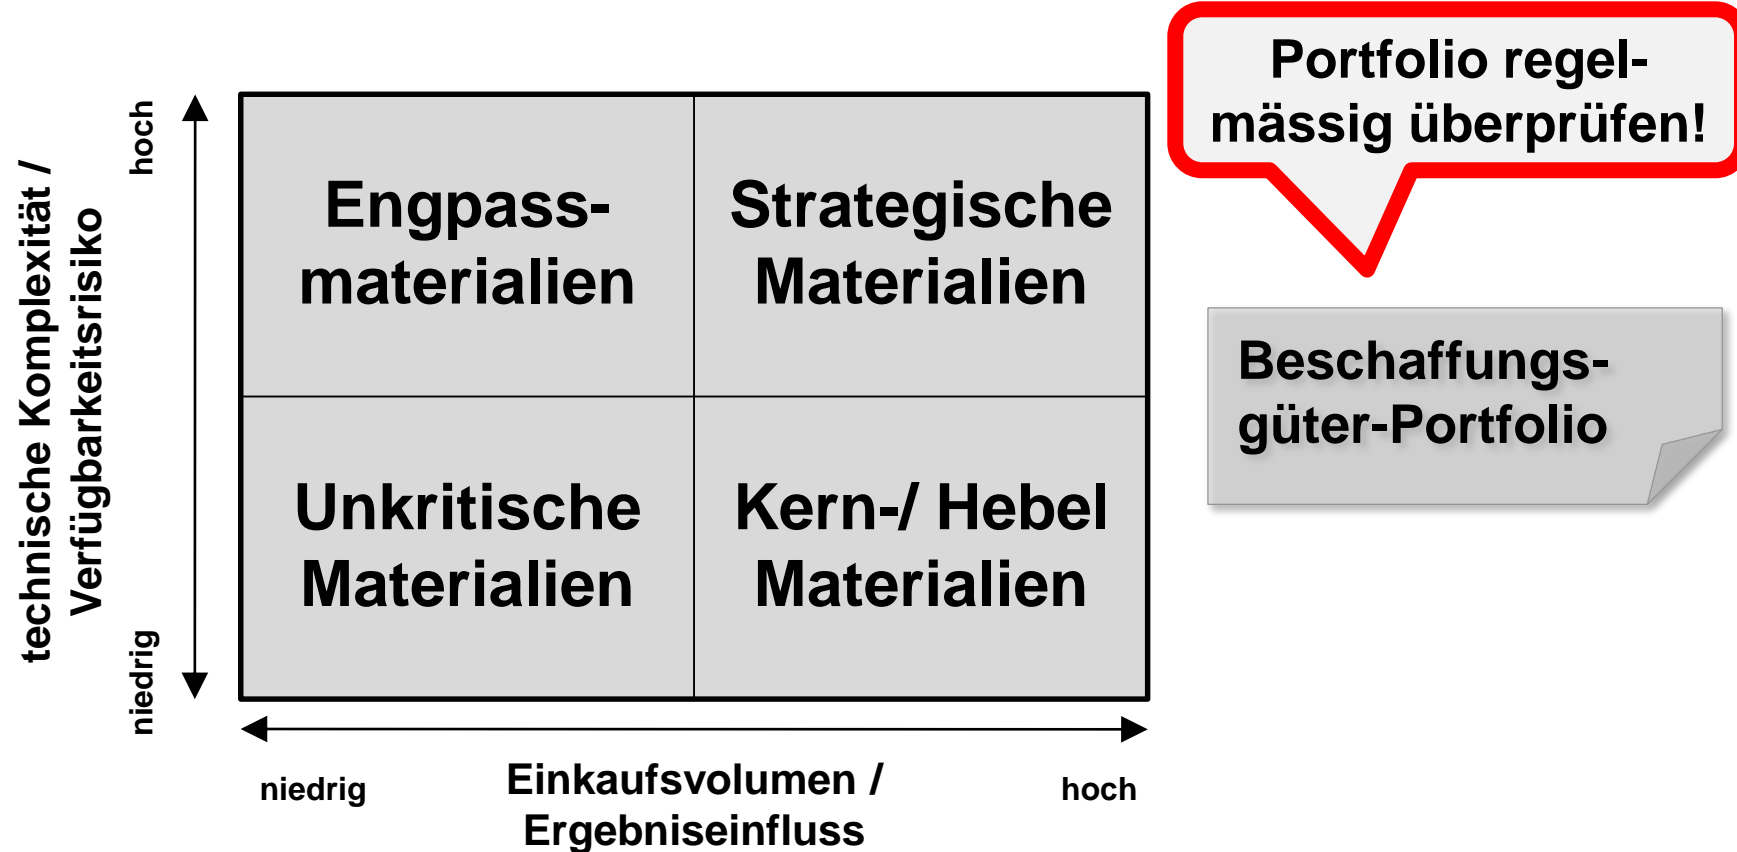 Portfolio regel-
mässig überprüfen!
technische Komplexität /
Verfügbarkeitsrisiko
hoch
niedrig
Engpass-
materialien
Strategische
Materialien
Unkritische
Materialien
Kern-/ Hebel
Materialien
Beschaffungs-
güter-Portfolio
niedrig
Einkaufsvolumen /
Ergebniseinfluss
hoch